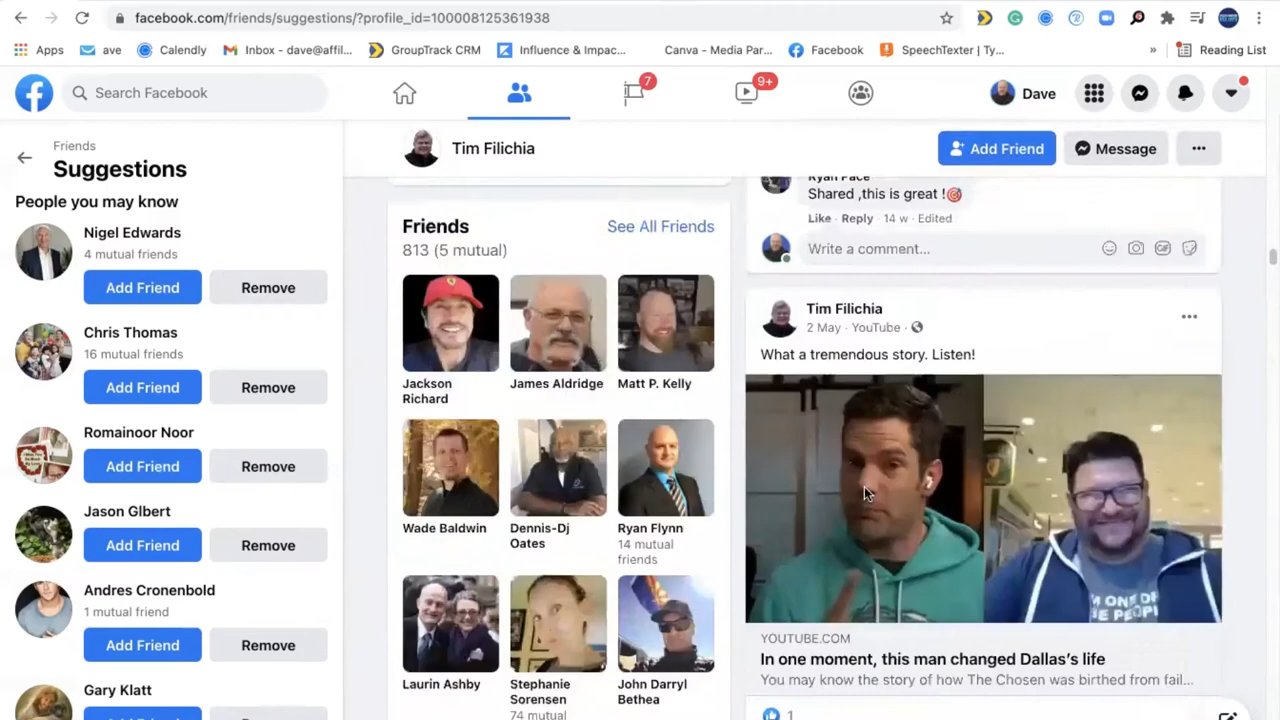 facebook.com/friends/suggestions/?profile_id=100008125361938
Apps
ave
Calendly
Inbox - dave@affil...
GroupTrack CRM
Influence & Impac...
Canva - Media Par...
Facebook
SpeechTexter | Ty...
»
Reading List
Search Facebook
7
9+
Dave
Friends
Suggestions
People you may know
Nigel Edwards
4 mutual friends
Add Friend
Remove
Chris Thomas
16 mutual friends
Add Friend
Remove
Romainoor Noor
Add Friend
Remove
Jason Glbert
Add Friend
Remove
Andres Cronenbold
1 mutual friend
Add Friend
Remove
Gary Klatt
Tim Filichia
Add Friend
Message
Friends
See All Friends
813 (5 mutual)
Jackson
Richard
James Aldridge
Matt P. Kelly
Wade Baldwin
Dennis-Dj
Oates
Ryan Flynn
14 mutual
friends
Laurin Ashby
Stephanie
Sorensen
74 mutual
John Darryl
Bethea
Ryan Pace
Shared ,this is great !🎯
Like · Reply · 14 w · Edited
Write a comment...
GIF
Tim Filichia
2 May · YouTube ·
What a tremendous story. Listen!
I'M ONE OF
THE PEOPLE
YOUTUBE.COM
In one moment, this man changed Dallas's life
You may know the story of how The Chosen was birthed from fail...
1